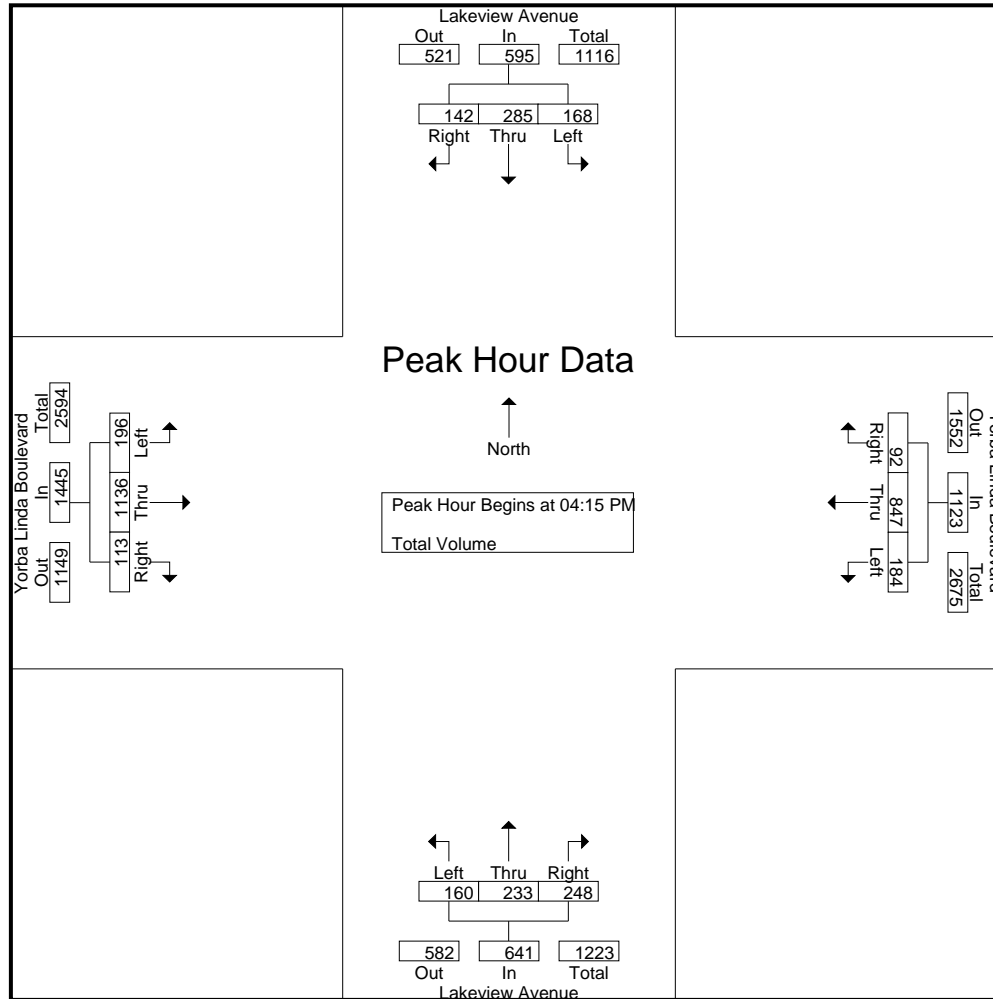 Lakeview Avenue
Out In Total
521 595 1116
142 285 168
Right Thru Left
Peak Hour Data
North
Peak Hour Begins at 04:15 PM
Total Volume
Yorba Linda Boulevard
Out In Total
1149 1445 2594
113 1136 196
Right Thru Left
Linda Boulevard
Out In Total
1552 1123 2675
92 847 184
Right Thru Left
Left Thru Right
160 233 248
582 641 1223
Out In Total
Lakeview Avenue